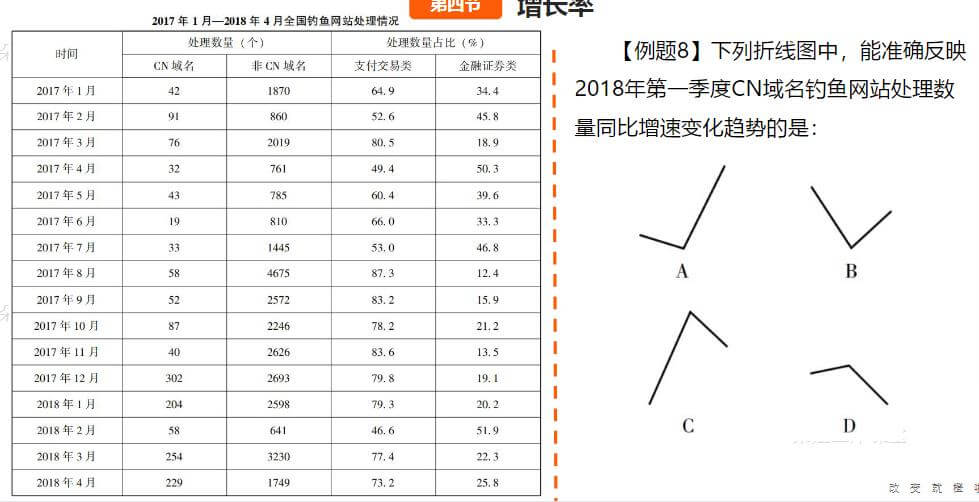 第四节 增长率
2017 年 1 月—2018 年 4 月全国钓鱼网站处理情况
时间 处理数量（个） 处理数量占比（%）
CN 域名 非 CN 域名 支付交易类 金融证券类
2017 年 1 月 42 1870 64.9 34.4
2017 年 2 月 91 860 52.6 45.8
2017 年 3 月 76 2019 80.5 18.9
2017 年 4 月 32 761 49.4 50.3
2017 年 5 月 43 785 60.4 39.6
2017 年 6 月 19 810 66.0 33.3
2017 年 7 月 33 1445 53.0 46.8
2017 年 8 月 58 4675 87.3 12.4
2017 年 9 月 52 2572 83.2 15.9
2017 年 10 月 87 2246 78.2 21.2
2017 年 11 月 40 2626 83.6 13.5
2017 年 12 月 302 2693 79.8 19.1
2018 年 1 月 204 2598 79.3 20.2
2018 年 2 月 58 641 46.6 51.9
2018 年 3 月 254 3230 77.4 22.3
2018 年 4 月 229 1749 73.2 25.8
【例题8】下列折线图中，能准确反映
2018年第一季度CN域名钓鱼网站处理数
量同比增速变化趋势的是：
A B
C D
改 变 就 橙